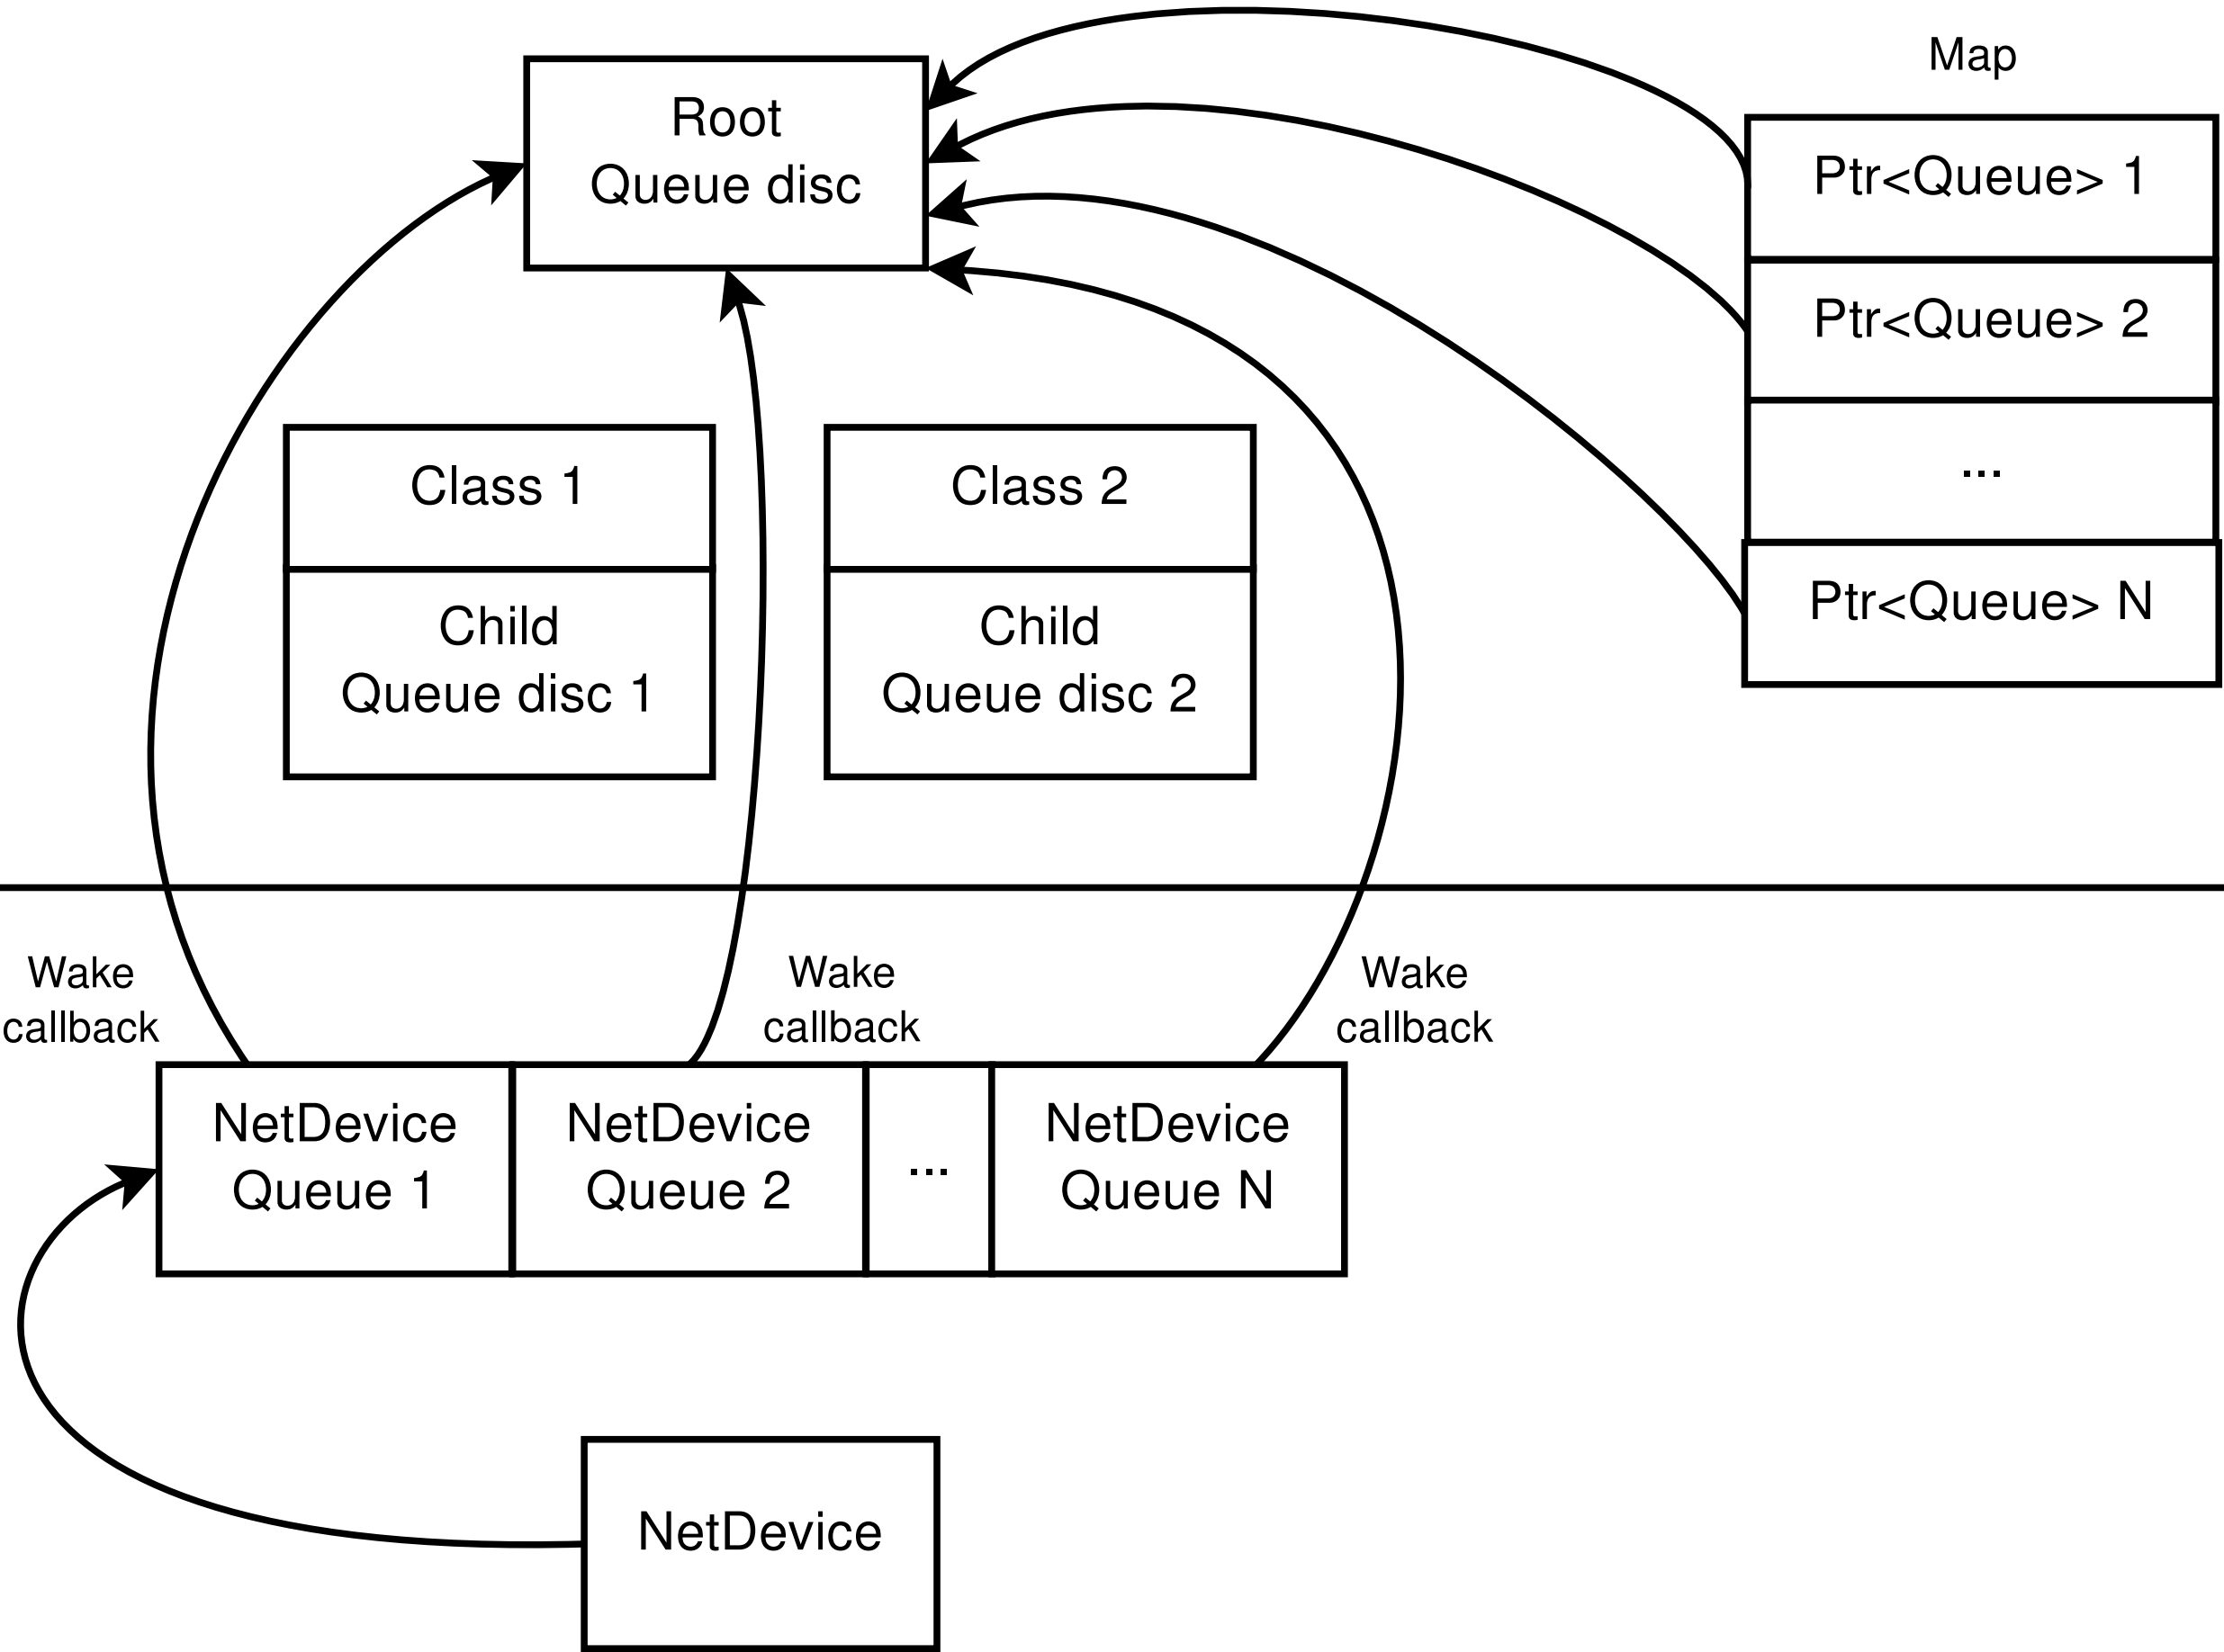 Map
Root
Queue disc
Ptr<Queue> 1
Ptr<Queue> 2
...
Ptr<Queue> N
Class 1
Child
Queue disc 1
Class 2
Child
Queue disc 2
Wake
callback
Wake
callback
Wake
callback
NetDevice
Queue 1
NetDevice
Queue 2
...
NetDevice
Queue N
NetDevice